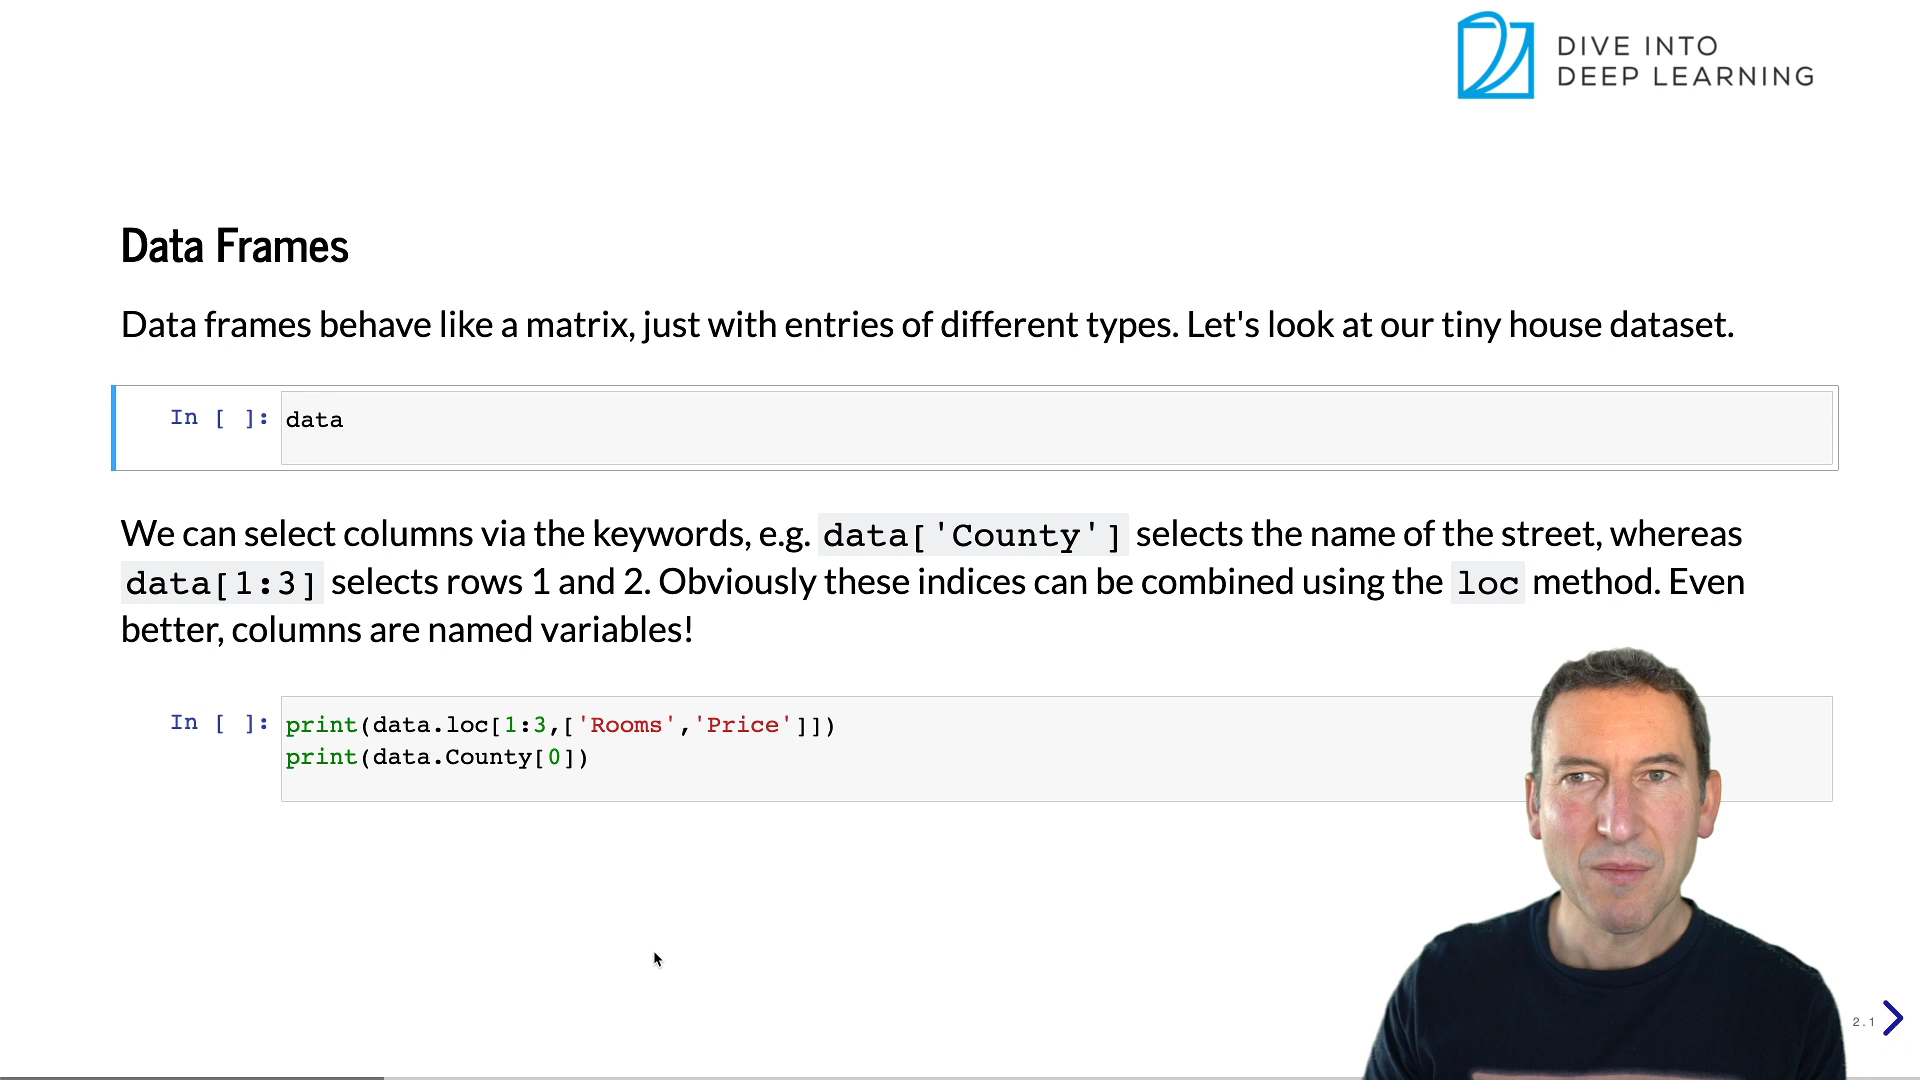 DIVE INTO
DEEP LEARNING
Data Frames
Data frames behave like a matrix, just with entries of different types. Let's look at our tiny house dataset.
In [ ]: data
We can select columns via the keywords, e.g. data['County'] selects the name of the street, whereas
data[1:3] selects rows 1 and 2. Obviously these indices can be combined using the loc method. Even
better, columns are named variables!
In [ ]: print(data.loc[1:3,['Rooms','Price']])
print(data.County[0])
2.1